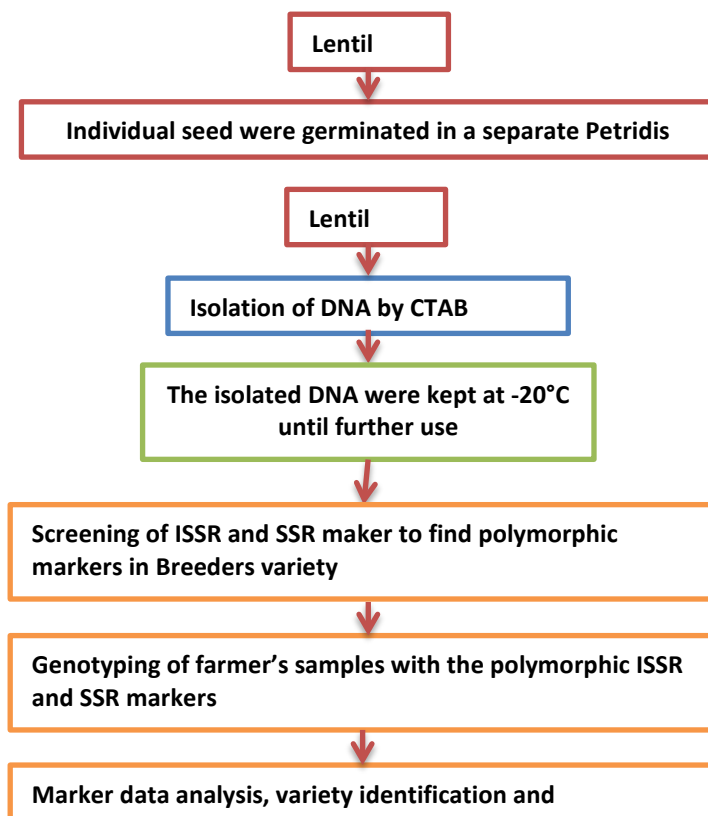 Lentil
Individual seed were germinated in a separate Petridis
Lentil
Isolation of DNA by CTAB
The isolated DNA were kept at -20°C
until further use
Screening of ISSR and SSR maker to find polymorphic
markers in Breeders variety
Genotyping of farmer’s samples with the polymorphic ISSR
and SSR markers
Marker data analysis, variety identification and